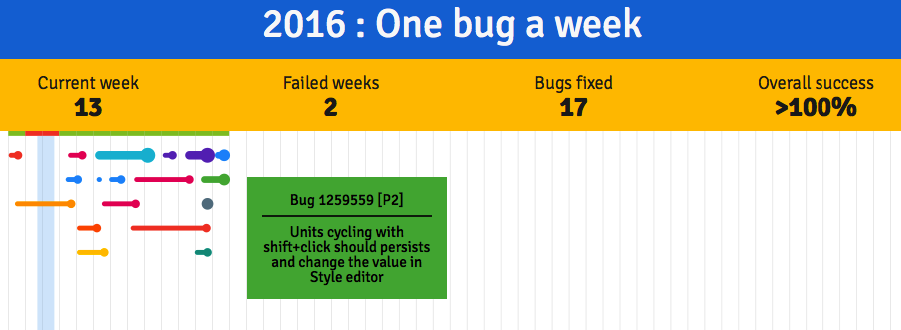 2016 : One bug a week
Current week
Failed weeks
Bugs fixed
Overall success
13
2
17
>100%
Bug 1259559 [P2]
Units cycling with
shift+click should persists
and change the value in
Style editor